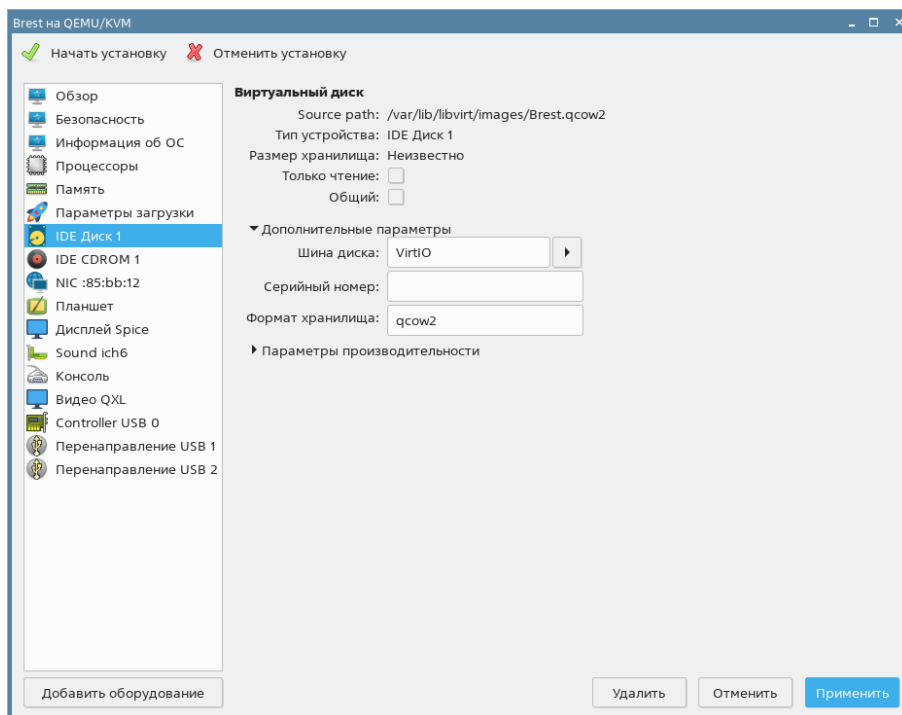 Brest на QEMU/KVM
Начать установку Отменить установку
Обзор
Безопасность
Информация об ОС
Процессоры
Память
Параметры загрузки
IDE Диск 1
IDE CDROM 1
NIC :85:bb:12
Планшет
Дисплей Spice
Sound ich6
Консоль
Видео QXL
Controller USB 0
Перенаправление USB 1
Перенаправление USB 2
Добавить оборудование
Виртуальный диск
Source path: /var/lib/libvirt/images/Brest.qcow2
Тип устройства: IDE Диск 1
Размер хранилища: Неизвестно
Только чтение:
Общий:
Дополнительные параметры
Шина диска: VirtIO
Серийный номер:
Формат хранилища: qcow2
Параметры производительности
Удалить Отменить Применить